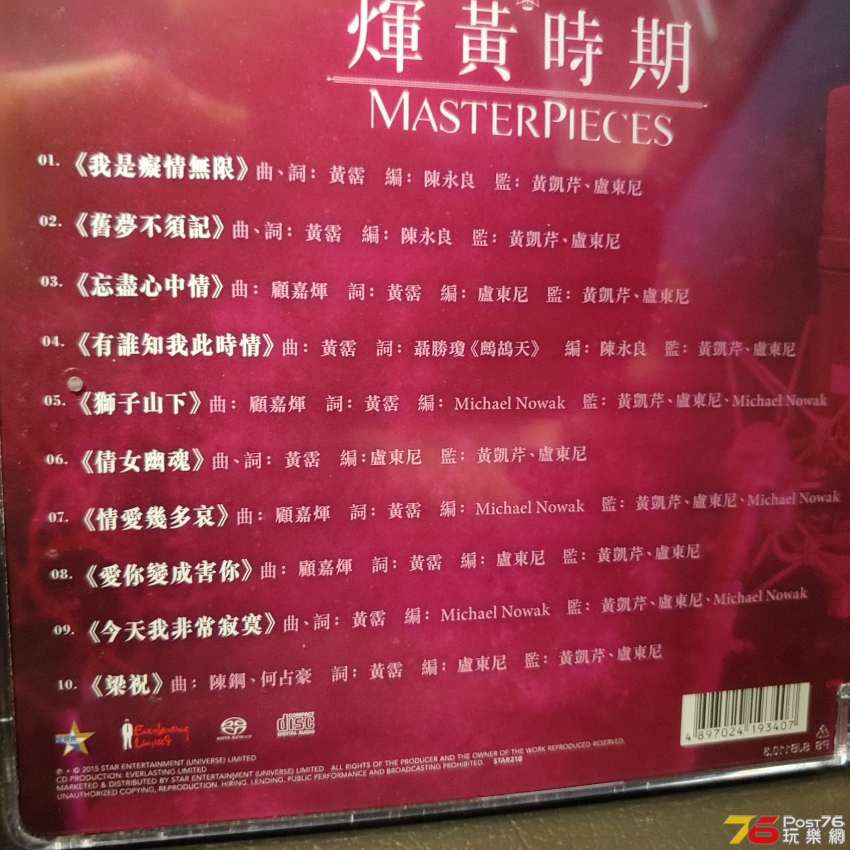 輝黃時期
MASTERPIECES
01. 《我是癡情無限》曲、詞：黃霑 編：陳永良 監：黃凱芹、盧東尼
02. 《舊夢不須記》曲、詞：黃霑 編：陳永良 監：黃凱芹、盧東尼
03. 《忘盡心中情》曲：顧嘉煇 詞：黃霑 編：盧東尼 監：黃凱芹、盧東尼
04. 《有誰知我此時情》曲：黃霑 詞：聶勝瓊《鷓鴣天》 編：陳永良 監：黃凱芹、盧東尼
05. 《獅子山下》曲：顧嘉煇 詞：黃霑 編：Michael Nowak 監：黃凱芹、盧東尼、Michael Nowak
06. 《倩女幽魂》曲、詞：黃霑 編：盧東尼 監：黃凱芹、盧東尼
07. 《情愛幾多哀》曲：顧嘉煇 詞：黃霑 編：Michael Nowak 監：黃凱芹、盧東尼、Michael Nowak
08. 《愛你變成害你》曲：顧嘉煇 詞：黃霑 編：盧東尼 監：黃凱芹、盧東尼
09. 《今天我非常寂寞》曲、詞：黃霑 編：Michael Nowak 監：黃凱芹、盧東尼、Michael Nowak
10. 《梁祝》曲：陳鋼、何占豪 詞：黃霑 編：盧東尼 監：黃凱芹、盧東尼
Everlasting
Limited
SUPER AUDIO CD
COMPACT
disc
DIGITAL AUDIO
4 897024 193407
℗ + © 2015 STAR ENTERTAINMENT (UNIVERSE) LIMITED
CD PRODUCTION: EVERLASTING LIMITED
MARKETED & DISTRIBUTED BY STAR ENTERTAINMENT (UNIVERSE) LIMITED. ALL RIGHTS OF THE PRODUCER AND THE OWNER OF THE WORK REPRODUCED RESERVED.
UNAUTHORIZED COPYING, REPRODUCTION. HIRING. LENDING, PUBLIC PERFORMANCE AND BROADCASTING PROHIBITED. STAR210
76 Post76
玩樂網